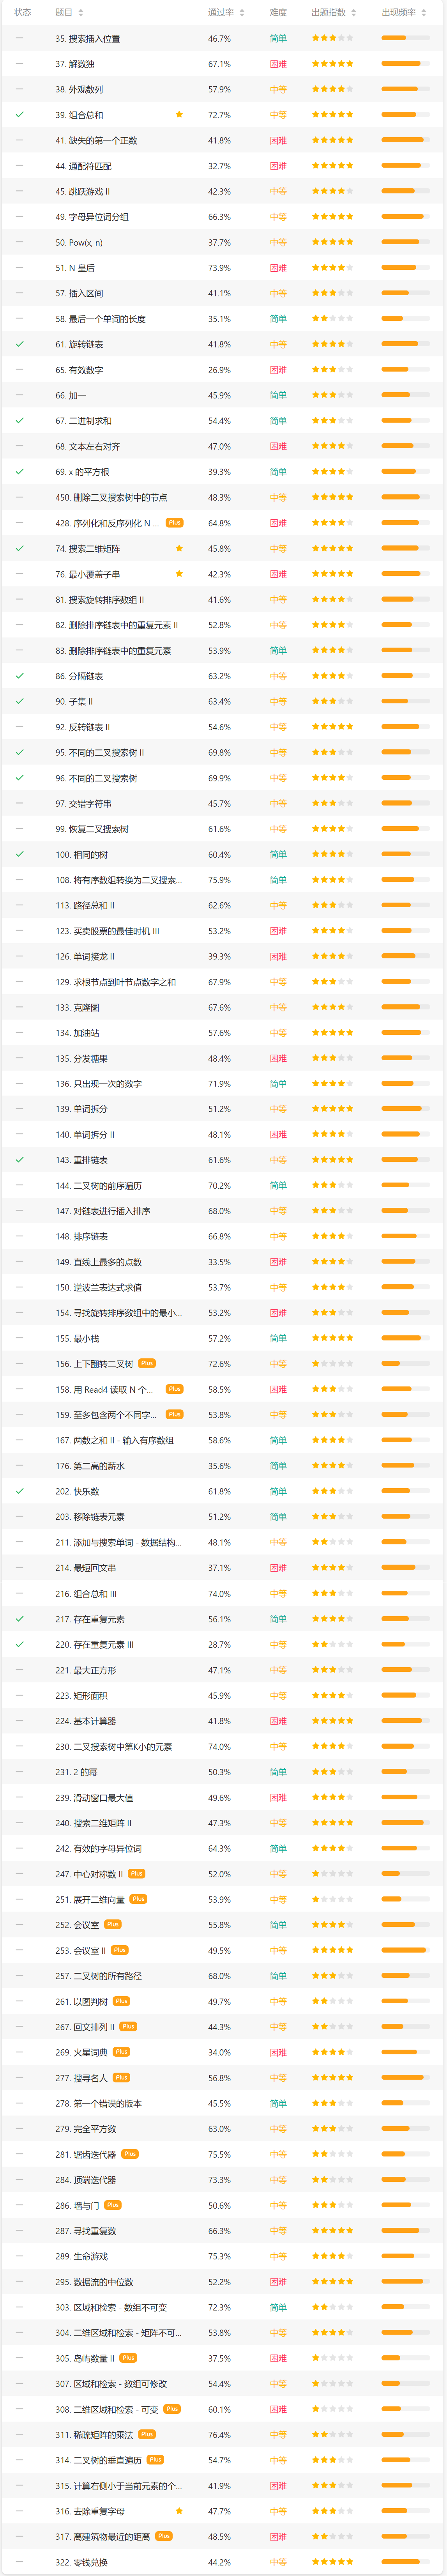 状态 题目 通过率 难度 出题指数 出现频率
35. 搜索插入位置 46.7% 简单
37. 解数独 67.1% 困难
38. 外观数列 57.9% 中等
39. 组合总和 72.7% 中等
41. 缺失的第一个正数 41.8% 困难
44. 通配符匹配 32.7% 困难
45. 跳跃游戏 II 42.3% 中等
49. 字母异位词分组 66.3% 中等
50. Pow(x, n) 37.7% 中等
51. N 皇后 73.9% 困难
57. 插入区间 41.1% 中等
58. 最后一个单词的长度 35.1% 简单
61. 旋转链表 41.8% 中等
65. 有效数字 26.9% 困难
66. 加一 45.9% 简单
67. 二进制求和 54.4% 简单
68. 文本左右对齐 47.0% 困难
69. x 的平方根 39.3% 简单
450. 删除二叉搜索树中的节点 48.3% 中等
428. 序列化和反序列化 N ... Plus 64.8% 困难
74. 搜索二维矩阵 45.8% 中等
76. 最小覆盖子串 42.3% 困难
81. 搜索旋转排序数组 II 41.6% 中等
82. 删除排序链表中的重复元素 II 52.8% 中等
83. 删除排序链表中的重复元素 53.9% 简单
86. 分隔链表 63.2% 中等
90. 子集 II 63.4% 中等
92. 反转链表 II 54.6% 中等
95. 不同的二叉搜索树 II 69.8% 中等
96. 不同的二叉搜索树 69.9% 中等
97. 交错字符串 45.7% 中等
99. 恢复二叉搜索树 61.6% 中等
100. 相同的树 60.4% 简单
108. 将有序数组转换为二叉搜索... 75.9% 简单
113. 路径总和 II 62.6% 中等
123. 买卖股票的最佳时机 III 53.2% 困难
126. 单词接龙 II 39.3% 困难
129. 求根节点到叶节点数字之和 67.9% 中等
133. 克隆图 67.6% 中等
134. 加油站 57.6% 中等
135. 分发糖果 48.4% 困难
136. 只出现一次的数字 71.9% 简单
139. 单词拆分 51.2% 中等
140. 单词拆分 II 48.1% 困难
143. 重排链表 61.6% 中等
144. 二叉树的前序遍历 70.2% 简单
147. 对链表进行插入排序 68.0% 中等
148. 排序链表 66.8% 中等
149. 直线上最多的点数 33.5% 困难
150. 逆波兰表达式求值 53.7% 中等
154. 寻找旋转排序数组中的最小... 53.2% 困难
155. 最小栈 57.2% 简单
156. 上下翻转二叉树 Plus 72.6% 中等
158. 用 Read4 读取 N 个... Plus 58.5% 困难
159. 至多包含两个不同字... Plus 53.8% 中等
167. 两数之和 II - 输入有序数组 58.6% 简单
176. 第二高的薪水 35.6% 简单
202. 快乐数 61.8% 简单
203. 移除链表元素 51.2% 简单
211. 添加与搜索单词 - 数据结构... 48.1% 中等
214. 最短回文串 37.1% 困难
216. 组合总和 III 74.0% 中等
217. 存在重复元素 56.1% 简单
220. 存在重复元素 III 28.7% 中等
221. 最大正方形 47.1% 中等
223. 矩形面积 45.9% 中等
224. 基本计算器 41.8% 困难
230. 二叉搜索树中第K小的元素 74.0% 中等
231. 2 的幂 50.3% 简单
239. 滑动窗口最大值 49.6% 困难
240. 搜索二维矩阵 II 47.3% 中等
242. 有效的字母异位词 64.3% 简单
247. 中心对称数 II Plus 52.0% 中等
251. 展开二维向量 Plus 53.9% 中等
252. 会议室 Plus 55.8% 简单
253. 会议室 II Plus 49.5% 中等
257. 二叉树的所有路径 68.0% 简单
261. 以图判树 Plus 49.7% 中等
267. 回文排列 II Plus 44.3% 中等
269. 火星词典 Plus 34.0% 困难
277. 搜寻名人 Plus 56.8% 中等
278. 第一个错误的版本 45.5% 简单
279. 完全平方数 63.0% 中等
281. 锯齿迭代器 Plus 75.5% 中等
284. 顶端迭代器 73.3% 中等
286. 墙与门 Plus 50.6% 中等
287. 寻找重复数 66.3% 中等
289. 生命游戏 75.3% 中等
295. 数据流的中位数 52.2% 困难
303. 区域和检索 - 数组不可变 72.3% 简单
304. 二维区域和检索 - 矩阵不可... 53.8% 中等
305. 岛屿数量 II Plus 37.5% 困难
307. 区域和检索 - 数组可修改 54.4% 中等
308. 二维区域和检索 - 可变 Plus 60.1% 困难
311. 稀疏矩阵的乘法 Plus 76.4% 中等
314. 二叉树的垂直遍历 Plus 54.7% 中等
315. 计算右侧小于当前元素的个... 41.9% 困难
316. 去除重复字母 47.7% 中等
317. 离建筑物最近的距离 Plus 48.5% 困难
322. 零钱兑换 44.2% 中等